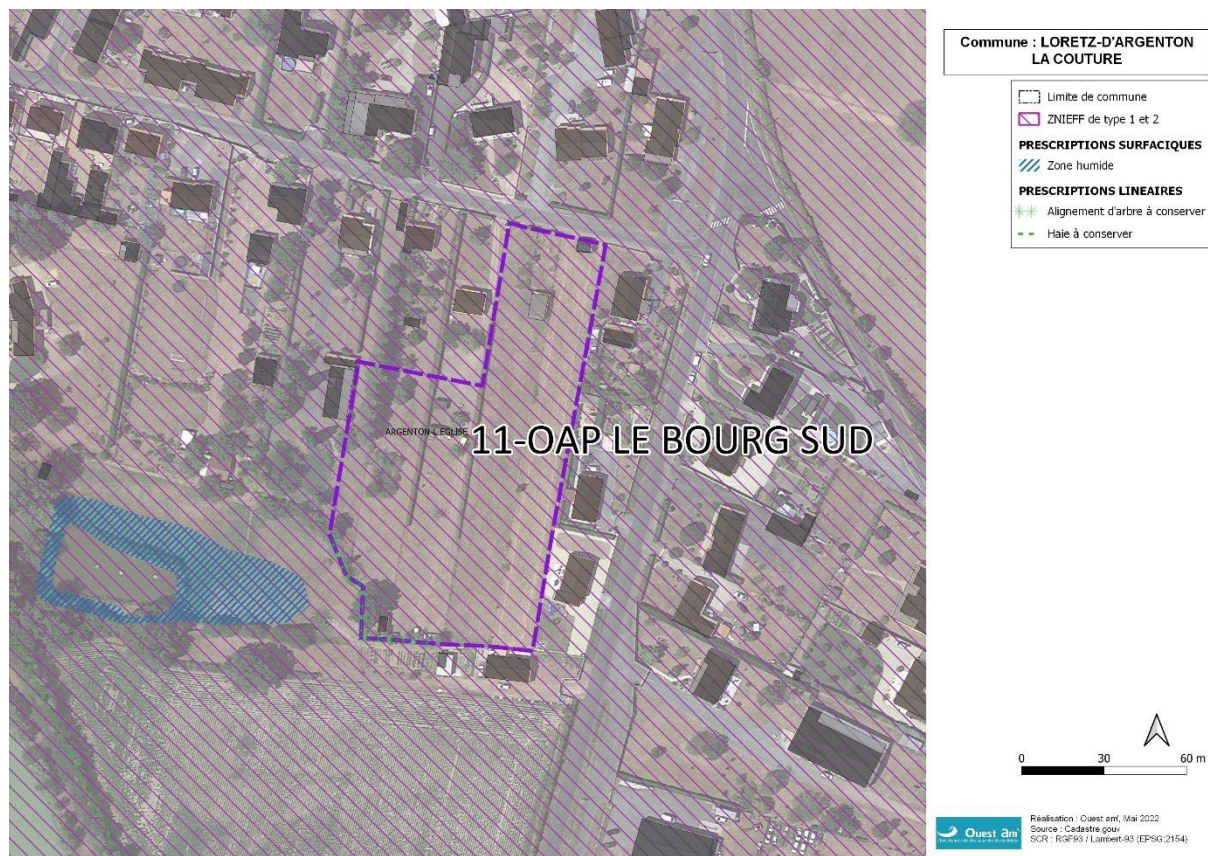 Commune : LORETZ-D'ARGENTON
LA COUTURE
Limite de commune
ZNIEFF de type 1 et 2
PRESCRIPTIONS SURFACIQUES
Zone humide
PRESCRIPTIONS LINEAIRES
Alignement d'arbre à conserver
Haie à conserver
ARGENTON-L'EGLISE
11-OAP LE BOURG SUD
0 30 60 m
Ouest am'
Réalisation : Ouest am', Mai 2022
Source : Cadastre.gouv
SCR : RGF93 / Lambert-93 (EPSG:2154)